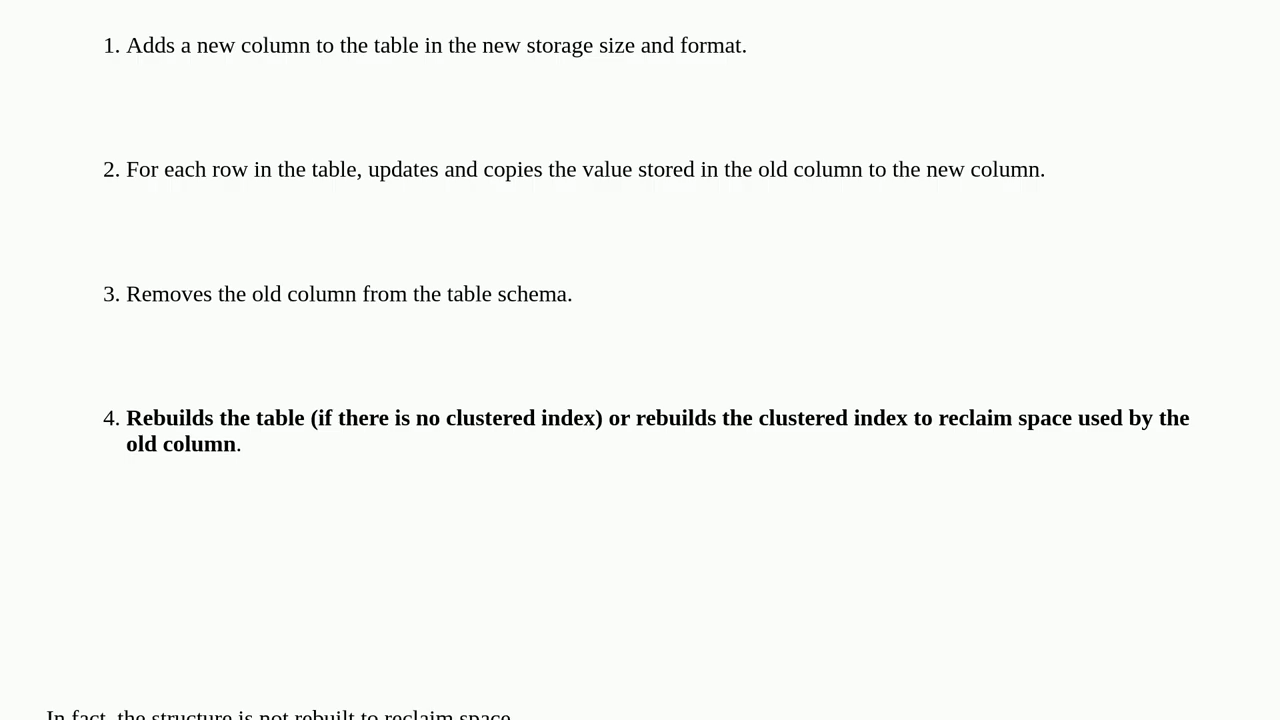 1. Adds a new column to the table in the new storage size and format.
2. For each row in the table, updates and copies the value stored in the old column to the new column.
3. Removes the old column from the table schema.
4. Rebuilds the table (if there is no clustered index) or rebuilds the clustered index to reclaim space used by the
old column.
In fact, the structure is not rebuilt to reclaim space